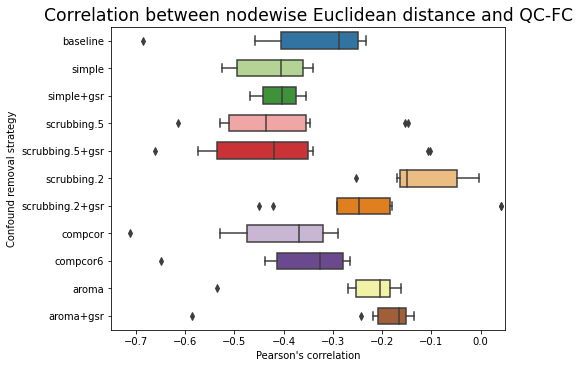 Correlation between nodewise Euclidean distance and QC-FC
Confound removal strategy
baseline
simple
simple+gsr
scrubbing.5
scrubbing.5+gsr
scrubbing.2
scrubbing.2+gsr
compcor
compcor6
aroma
aroma+gsr
−0.7 −0.6 −0.5 −0.4 −0.3 −0.2 −0.1 0.0
Pearson's correlation